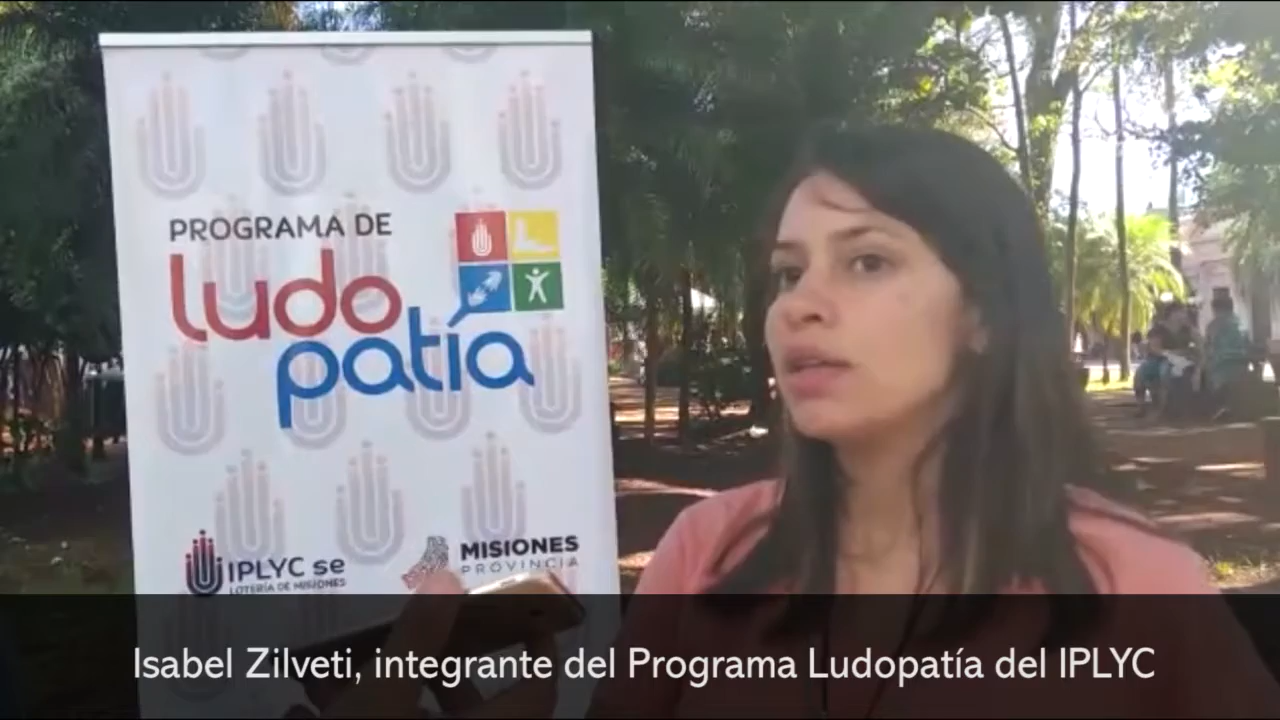 PROGRAMA DE
Ludo
patía
IPLYC se
LOTERÍA DE MISIONES
MISIONES
PROVINCIA
Isabel Zilveti, integrante del Programa Ludopatía del IPLYC